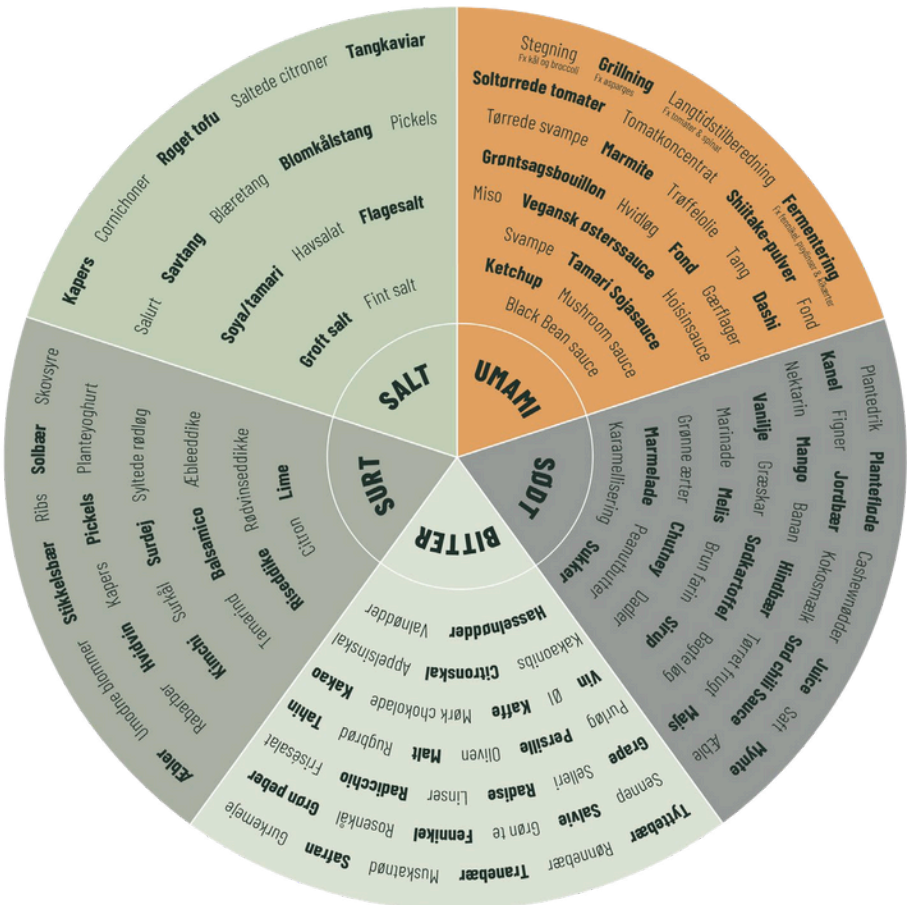 SALT
Tangkaviar
Saltede citroner
Røget tofu
Cornichoner
Kapers
Pickels
Blomkålstang
Blæretang
Savtang
Salurt
Flagesalt
Havsalat
Soya/tamari
Fint salt
Groft salt
UMAMI
Stegning
Fx kål og broccoli
Grillning
Fx asparges
Langtidstilberedning
Fx tomater & spinat
Fermentering
Fx fennikel, psyllinser & kikærter
Soltørrede tomater
Tomatkoncentrat
Shiitake-pulver
Fond
Tørrede svampe
Marmite
Trøffelolie
Tang
Dashi
Grøntsagsbouillon
Hvidløg
Fond
Gærflager
Miso
Vegansk østerssauce
Hoisinsauce
Svampe
Tamari Sojasauce
Ketchup
Mushroom sauce
Black Bean sauce
SØDT
Plantedrik
Plantefløde
Cashewnødder
Juice
Saft
Mynte
Kanel
Figner
Jordbær
Kokosmælk
Sød chili Sauce
Æble
Nektarin
Mango
Banan
Hindbær
Tørret frugt
Majs
Vanilje
Græskar
Sødkartoffel
Bagte løg
Marinade
Melis
Brun farin
Sirup
Grønne ærter
Chutney
Dadler
Marmelade
Peanutbutter
Karamellisering
Sukker
BITTER
Hasselnødder
Valnødder
Kakaonibs
Citronskal
Appelsinskal
Vin
Øl
Kaffe
Mørk chokolade
Kakao
Purløg
Persille
Oliven
Malt
Rugbrød
Tahin
Grape
Selleri
Radise
Linser
Radicchio
Frisésalat
Sennep
Salvie
Grøn te
Fennikel
Rosenkål
Grøn peber
Tyttebær
Rønnebær
Tranebær
Muskatnød
Safran
Gurkemeje
SURT
Skovsyre
Solbær
Ribs
Stikkelsbær
Umodne blommer
Æbler
Planteyoghurt
Pickels
Kapers
Hvidvin
Rabarber
Syltede rødløg
Surdej
Surkål
Kimchi
Æbleeddike
Balsamico
Tamarind
Rødvinseddikke
Riseddike
Lime
Citron